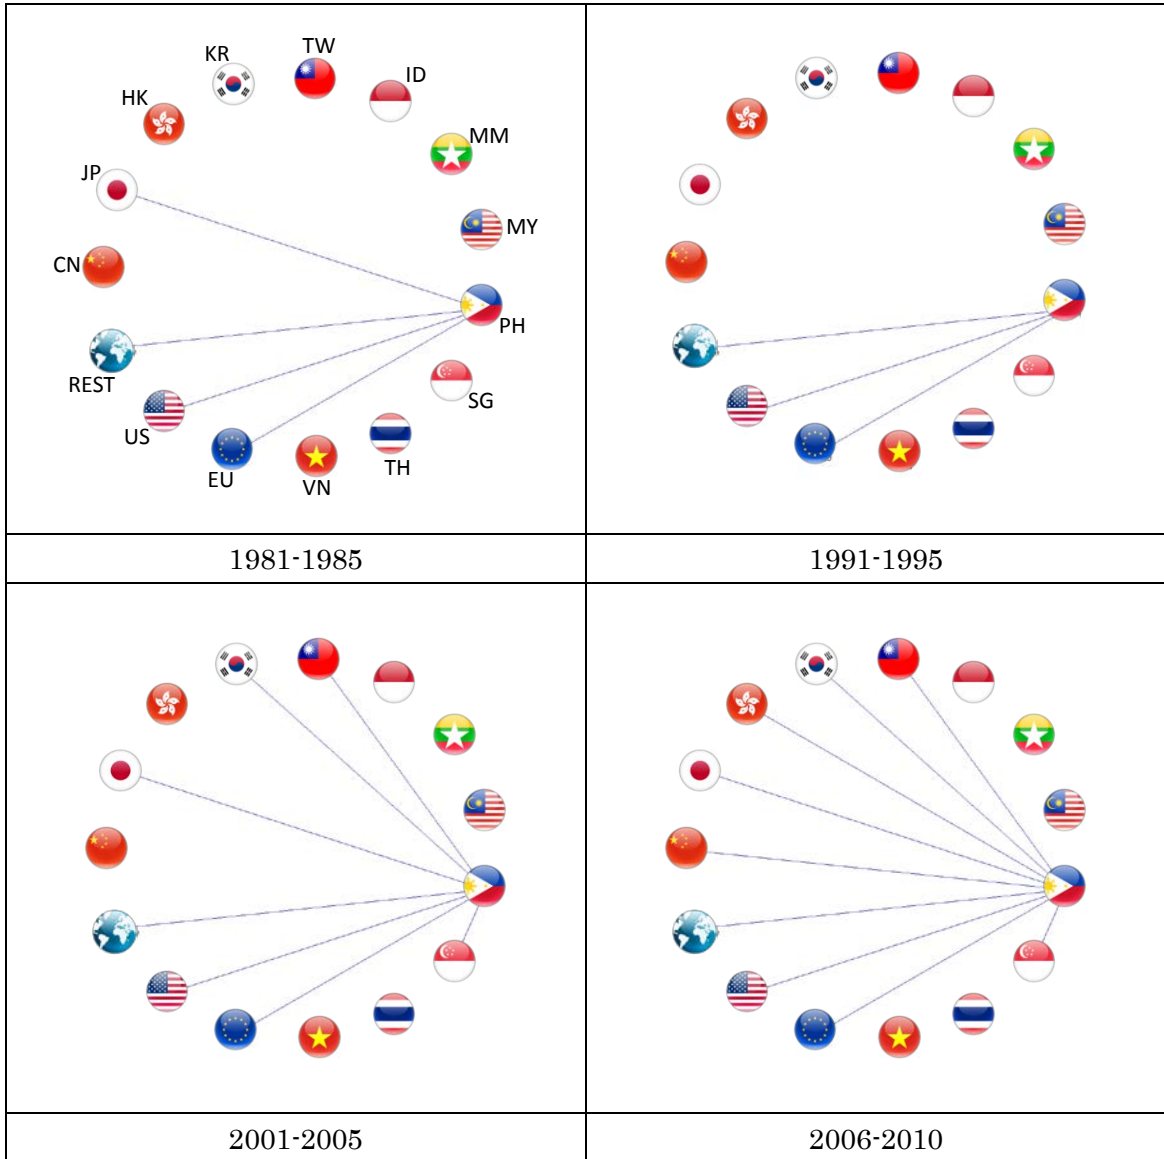 KR
TW
ID
HK
MM
JP
MY
CN
PH
REST
SG
US
TH
EU
VN
1981-1985
1991-1995
2001-2005
2006-2010